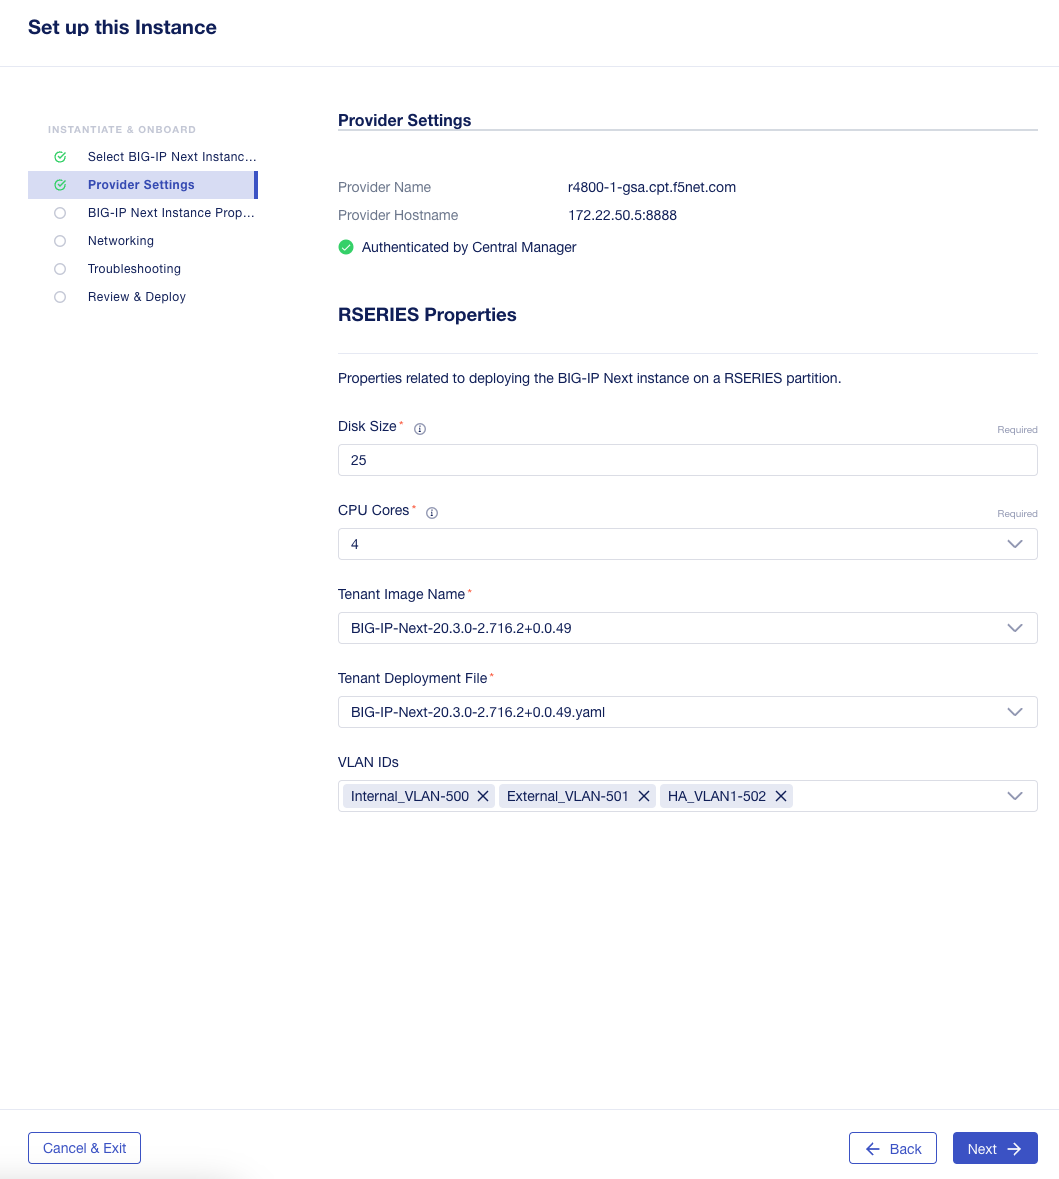 Set up this Instance
INSTANTIATE & ONBOARD
Select BIG-IP Next Instanc...
Provider Settings
BIG-IP Next Instance Prop...
Networking
Troubleshooting
Review & Deploy
Provider Settings
Provider Name r4800-1-gsa.cpt.f5net.com
Provider Hostname 172.22.50.5:8888
Authenticated by Central Manager
RSERIES Properties
Properties related to deploying the BIG-IP Next instance on a RSERIES partition.
Disk Size* Required
25
CPU Cores* Required
4
Tenant Image Name*
BIG-IP-Next-20.3.0-2.716.2+0.0.49
Tenant Deployment File*
BIG-IP-Next-20.3.0-2.716.2+0.0.49.yaml
VLAN IDs
Internal_VLAN-500 External_VLAN-501 HA_VLAN1-502
Cancel & Exit Back Next